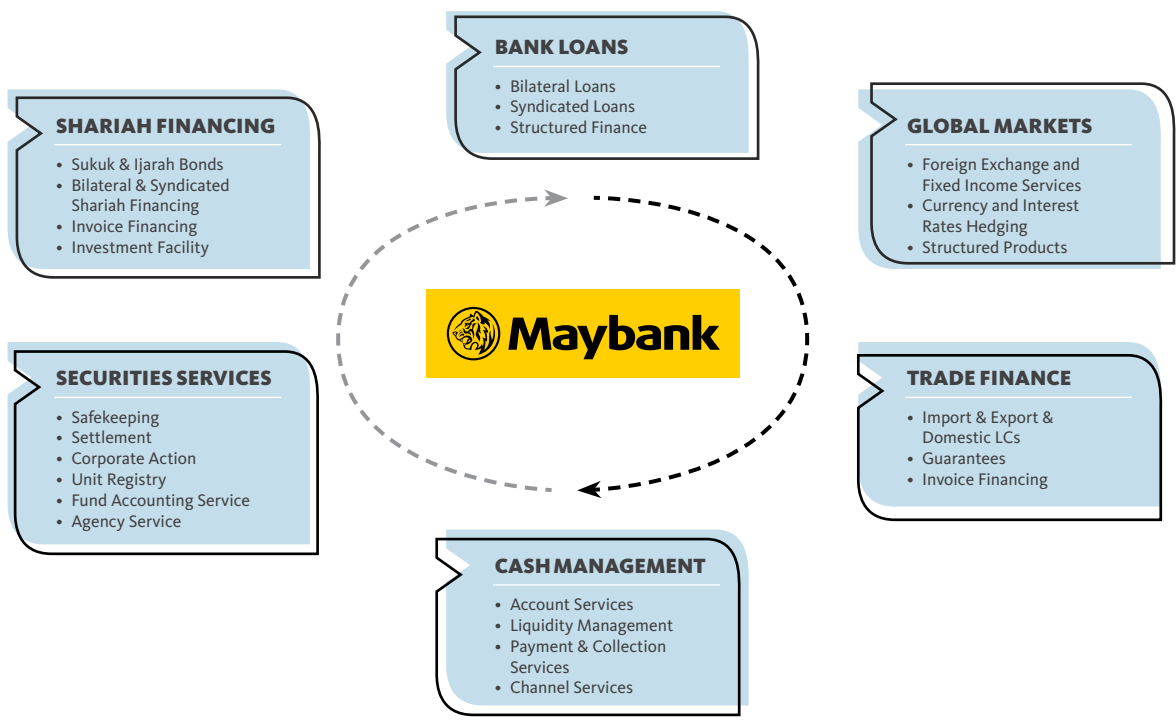 BANK LOANS
• Bilateral Loans
• Syndicated Loans
• Structured Finance
SHARIAH FINANCING
• Sukuk & Ijarah Bonds
• Bilateral & Syndicated
Shariah Financing
• Invoice Financing
• Investment Facility
GLOBAL MARKETS
• Foreign Exchange and
Fixed Income Services
• Currency and Interest
Rates Hedging
• Structured Products
Maybank
SECURITIES SERVICES
• Safekeeping
• Settlement
• Corporate Action
• Unit Registry
• Fund Accounting Service
• Agency Service
TRADE FINANCE
• Import & Export &
Domestic LCs
• Guarantees
• Invoice Financing
CASH MANAGEMENT
• Account Services
• Liquidity Management
• Payment & Collection
Services
• Channel Services